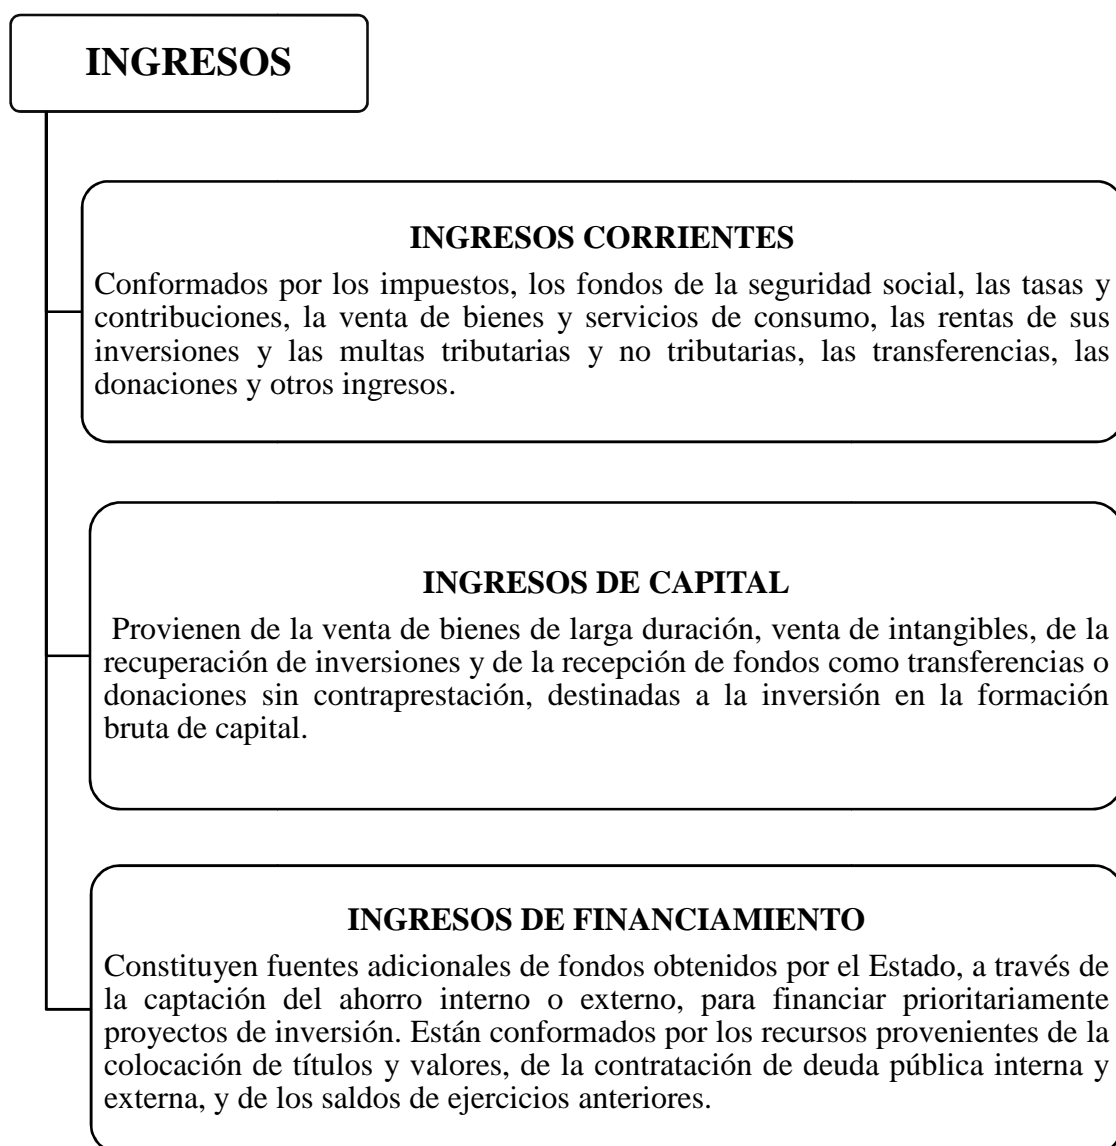 INGRESOS
INGRESOS CORRIENTES
Conformados por los impuestos, los fondos de la seguridad social, las tasas y
contribuciones, la venta de bienes y servicios de consumo, las rentas de sus
inversiones y las multas tributarias y no tributarias, las transferencias, las
donaciones y otros ingresos.
INGRESOS DE CAPITAL
Provienen de la venta de bienes de larga duración, venta de intangibles, de la
recuperación de inversiones y de la recepción de fondos como transferencias o
donaciones sin contraprestación, destinadas a la inversión en la formación
bruta de capital.
INGRESOS DE FINANCIAMIENTO
Constituyen fuentes adicionales de fondos obtenidos por el Estado, a través de
la captación del ahorro interno o externo, para financiar prioritariamente
proyectos de inversión. Están conformados por los recursos provenientes de la
colocación de títulos y valores, de la contratación de deuda pública interna y
externa, y de los saldos de ejercicios anteriores.